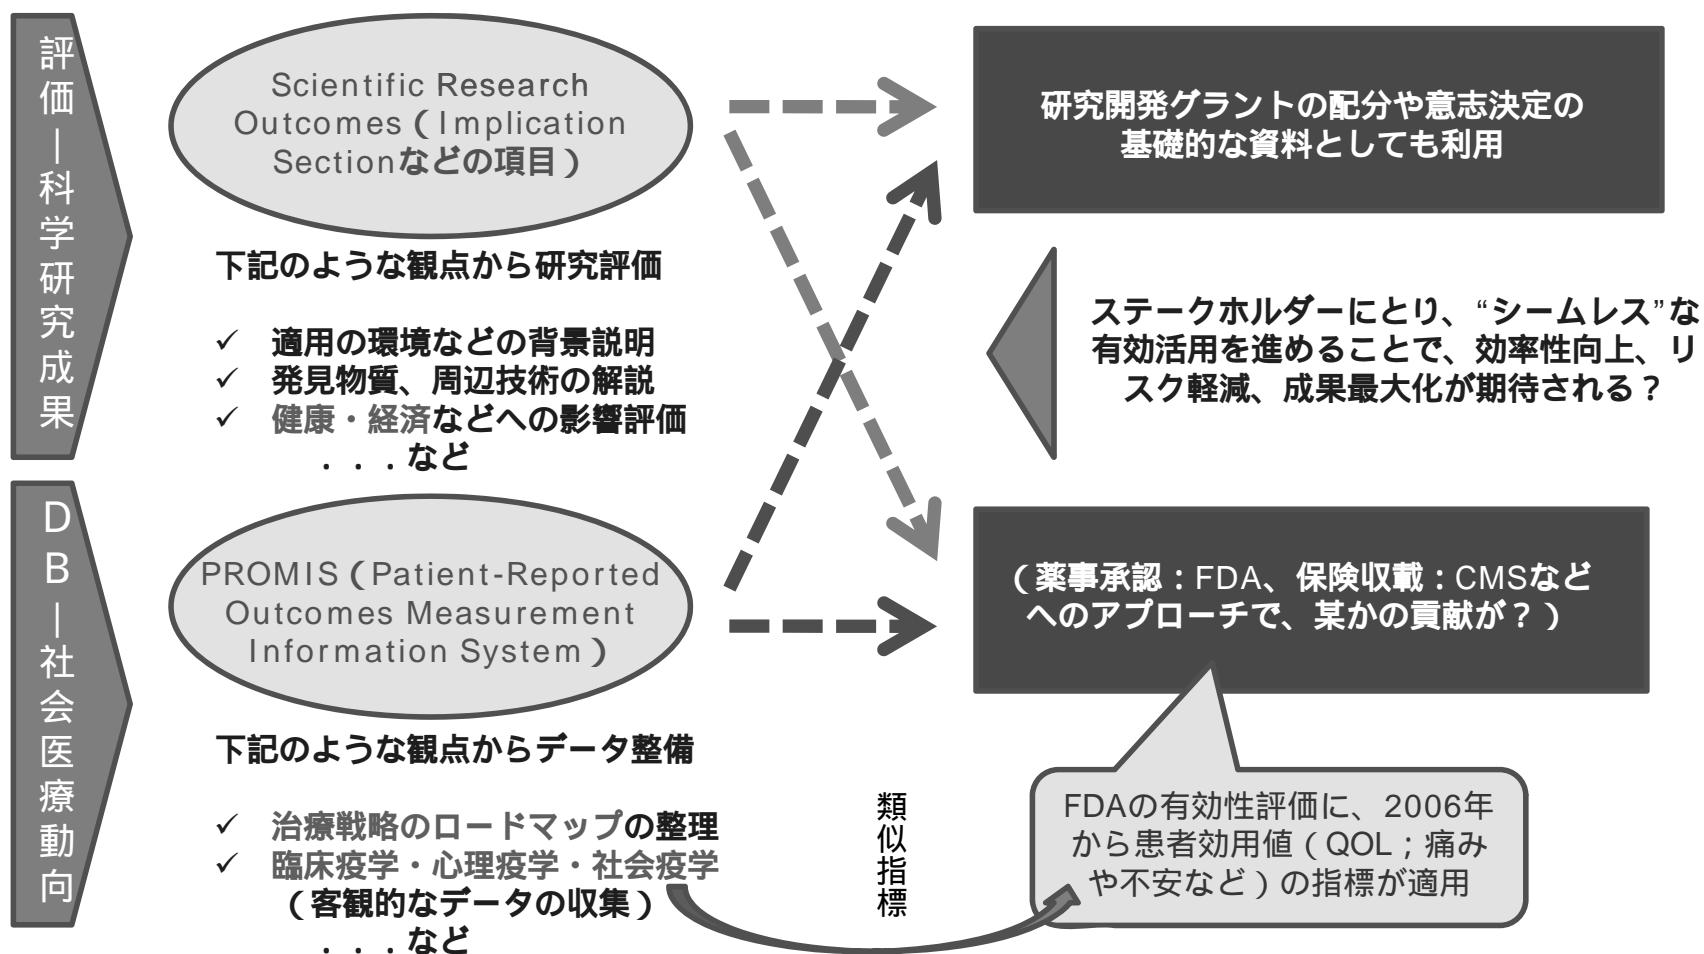 評価｜科学研究成果
Scientific Research
Outcomes（Implication
Sectionなどの項目）
下記のような観点から研究評価
✓ 適用の環境などの背景説明
✓ 発見物質、周辺技術の解説
✓ 健康・経済などへの影響評価
．．．など
研究開発グラントの配分や意志決定の
基礎的な資料としても利用
ステークホルダーにとり、“シームレス”な
有効活用を進めることで、効率性向上、リ
スク軽減、成果最大化が期待される？
ＤＢ｜社会医療動向
PROMIS（Patient-Reported
Outcomes Measurement
Information System）
下記のような観点からデータ整備
✓ 治療戦略のロードマップの整理
✓ 臨床疫学・心理疫学・社会疫学
（客観的なデータの収集）
．．．など
（薬事承認：FDA、保険収載：CMSなど
へのアプローチで、某かの貢献が？）
類似指標
FDAの有効性評価に、2006年
から患者効用値（QOL；痛み
や不安など）の指標が適用